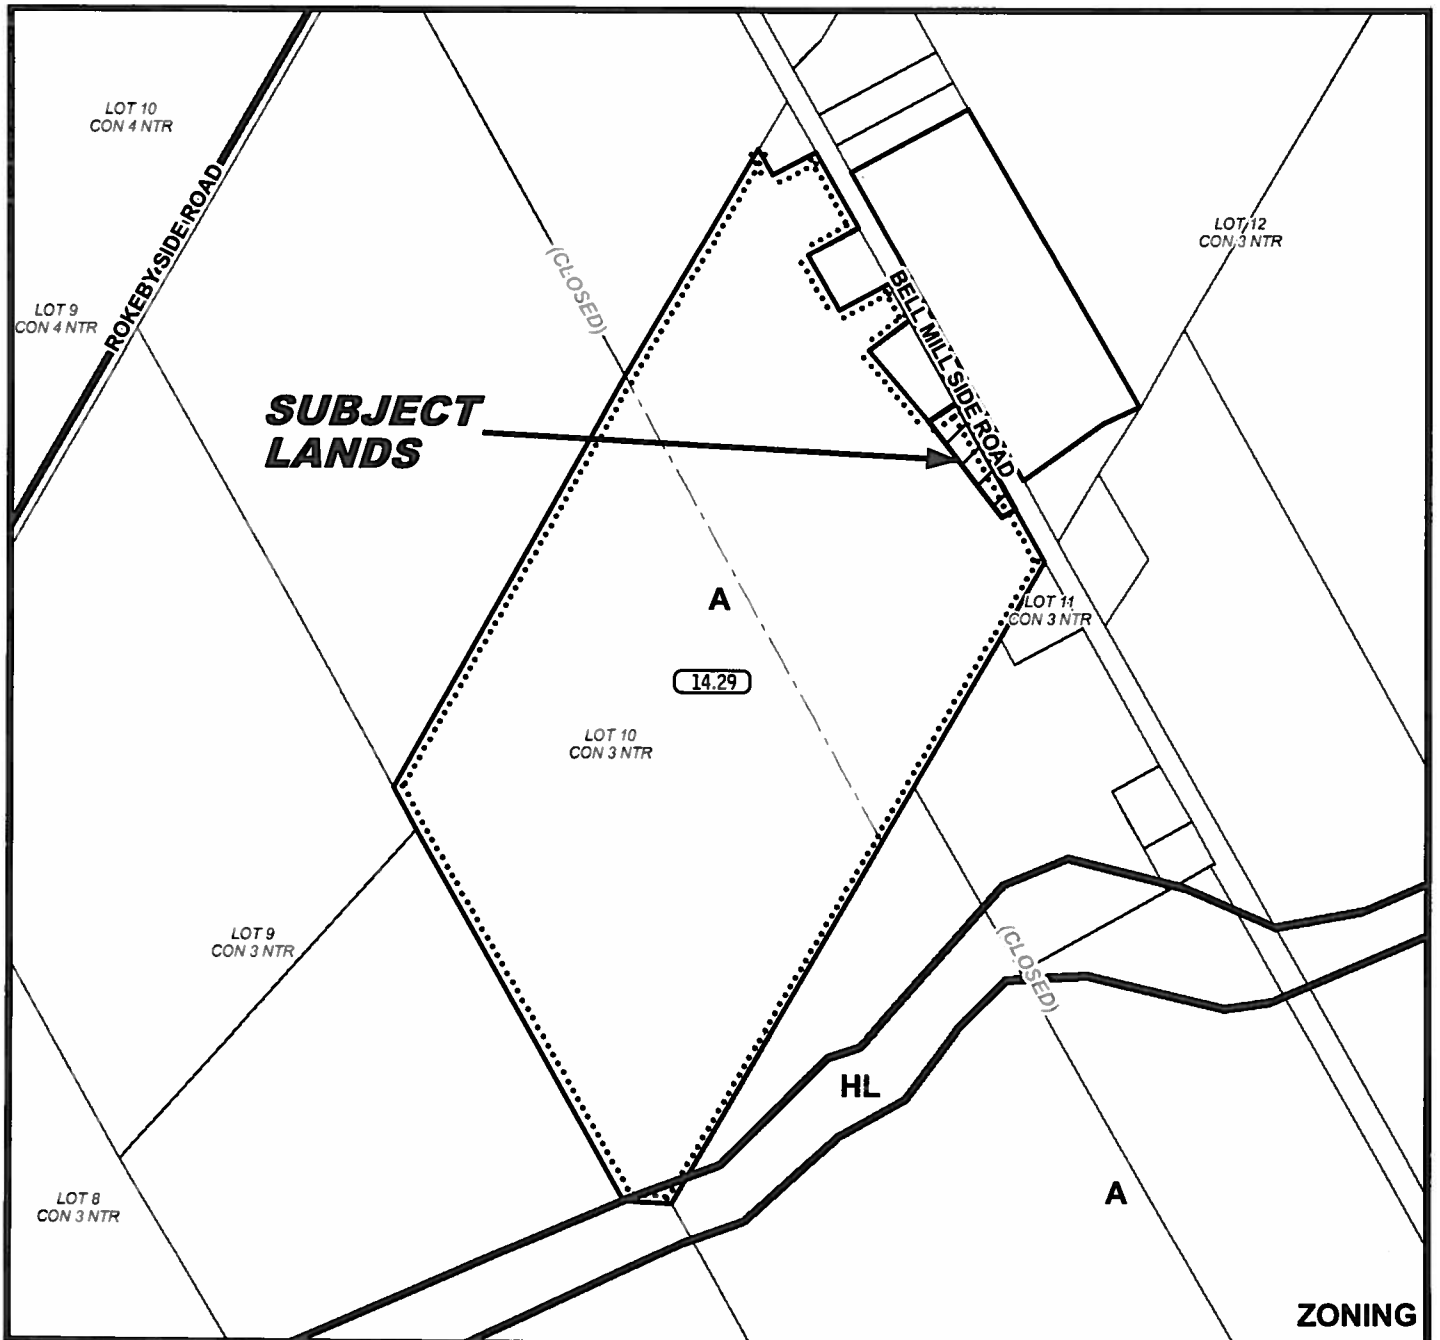 LOT 10
CON 4 NTR
ROKEBY SIDE ROAD
LOT 12
CON 3 NTR
(CLOSED)
BELL MILL SIDE ROAD
LOT 9
CON 4 NTR
SUBJECT
LANDS
A
LOT 11
CON 3 NTR
14.29
LOT 10
CON 3 NTR
LOT 9
CON 3 NTR
(CLOSED)
HL
A
LOT 8
CON 3 NTR
ZONING